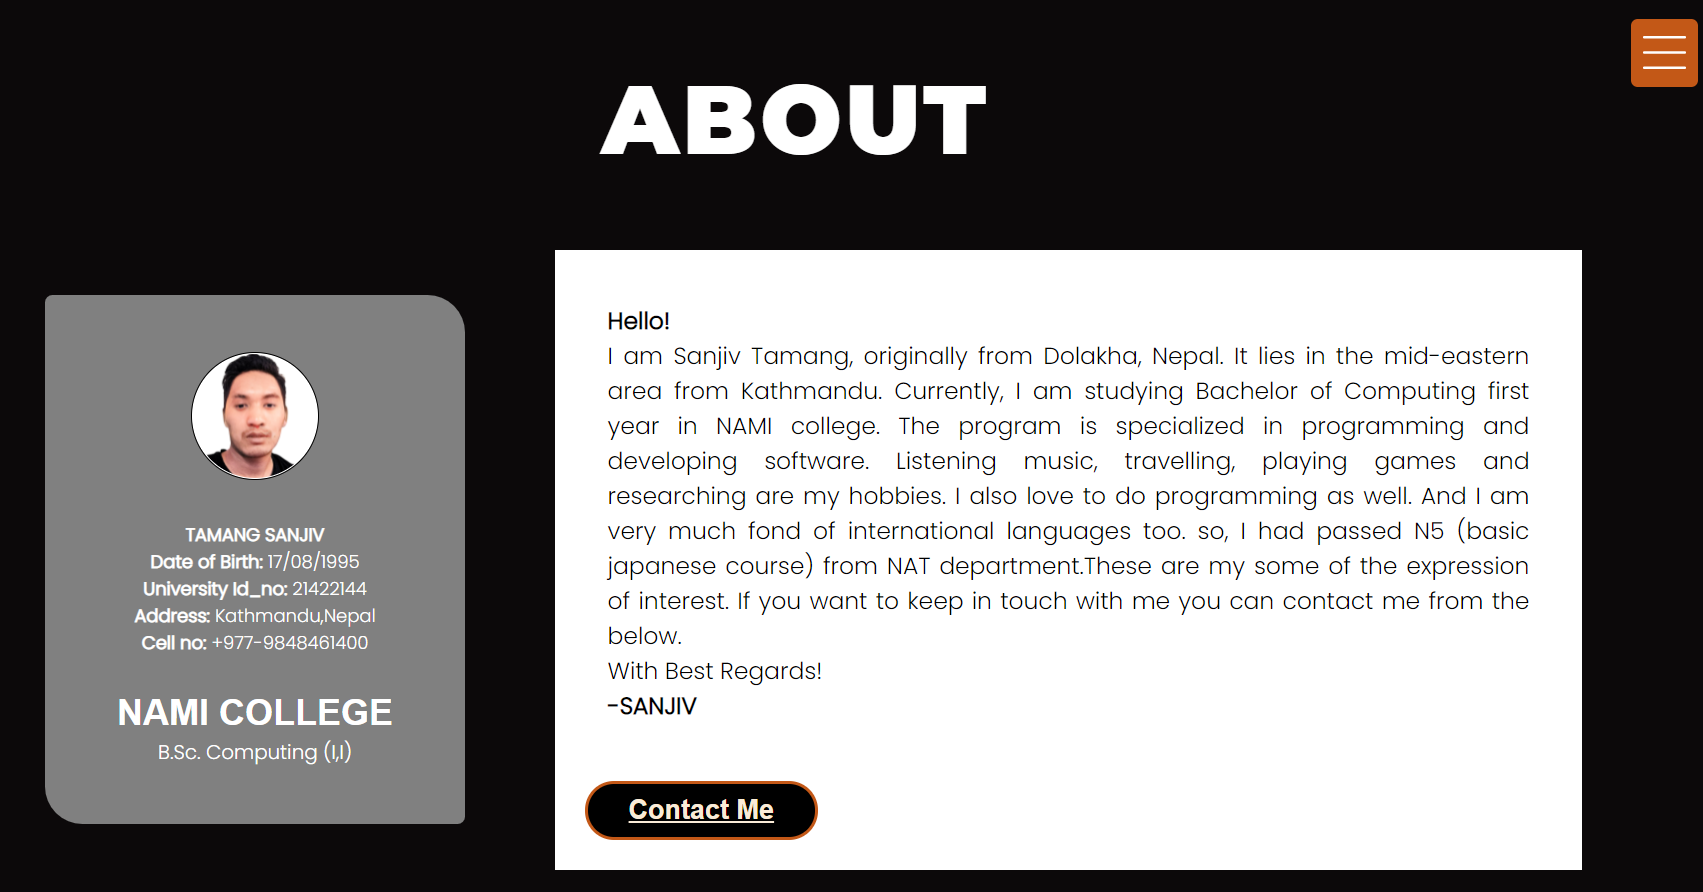 ABOUT
TAMANG SANJIV
Date of Birth: 17/08/1995
University Id_no: 21422144
Address: Kathmandu,Nepal
Cell no: +977-9848461400
NAMI COLLEGE
B.Sc. Computing (I,I)
Hello!
I am Sanjiv Tamang, originally from Dolakha, Nepal. It lies in the mid-eastern
area from Kathmandu. Currently, I am studying Bachelor of Computing first
year in NAMI college. The program is specialized in programming and
developing software. Listening music, travelling, playing games and
researching are my hobbies. I also love to do programming as well. And I am
very much fond of international languages too. so, I had passed N5 (basic
japanese course) from NAT department.These are my some of the expression
of interest. If you want to keep in touch with me you can contact me from the
below.
With Best Regards!
-SANJIV
Contact Me